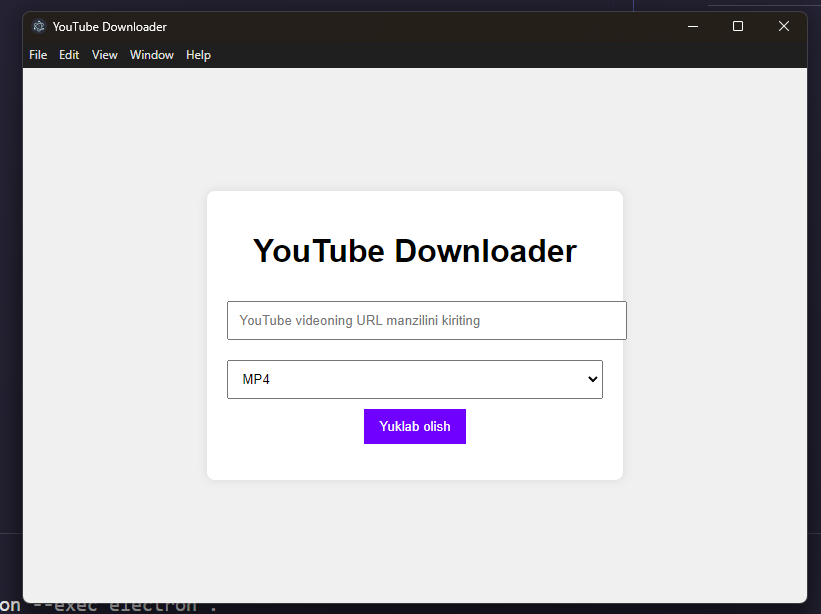 YouTube Downloader
File Edit View Window Help
YouTube Downloader
YouTube videoning URL manzilini kiriting
MP4
Yuklab olish
on --exec electron .